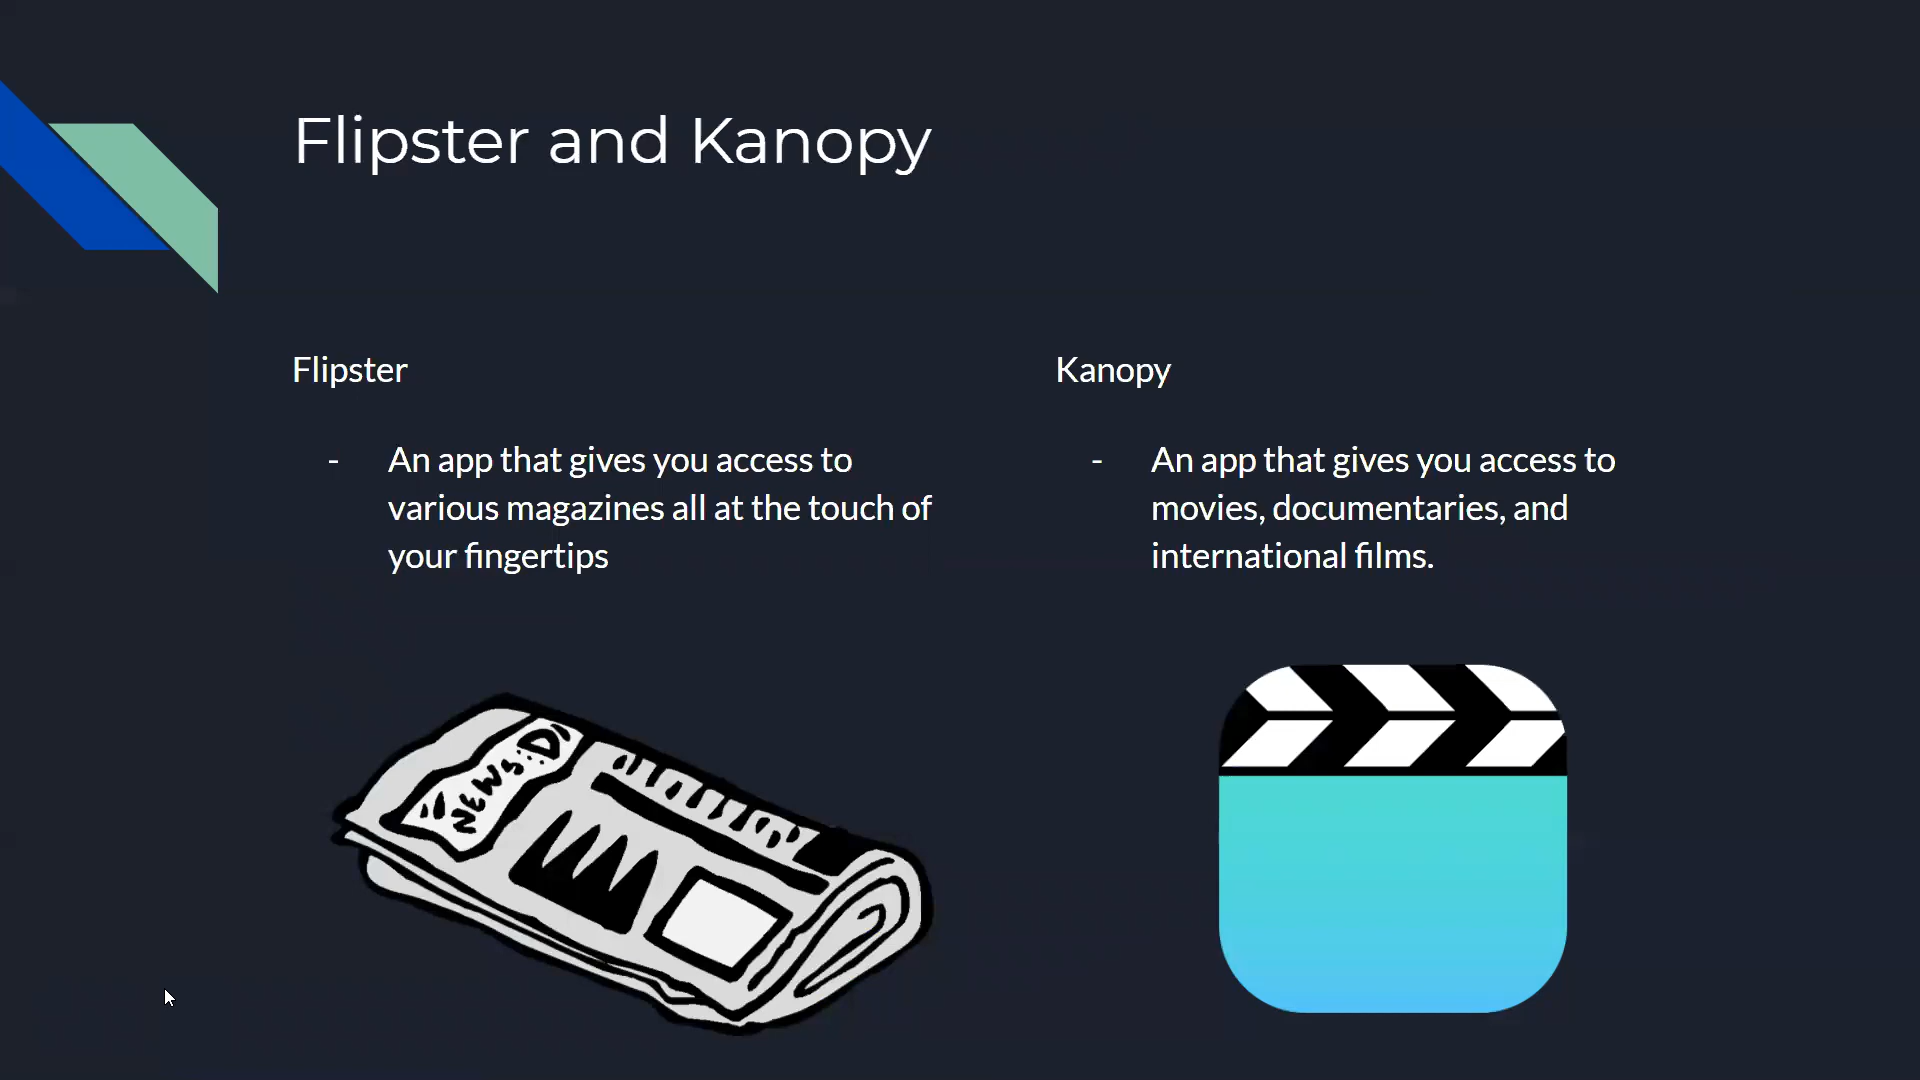 Flipster and Kanopy
Flipster
- An app that gives you access to
various magazines all at the touch of
your fingertips
Kanopy
- An app that gives you access to
movies, documentaries, and
international films.
NEWS